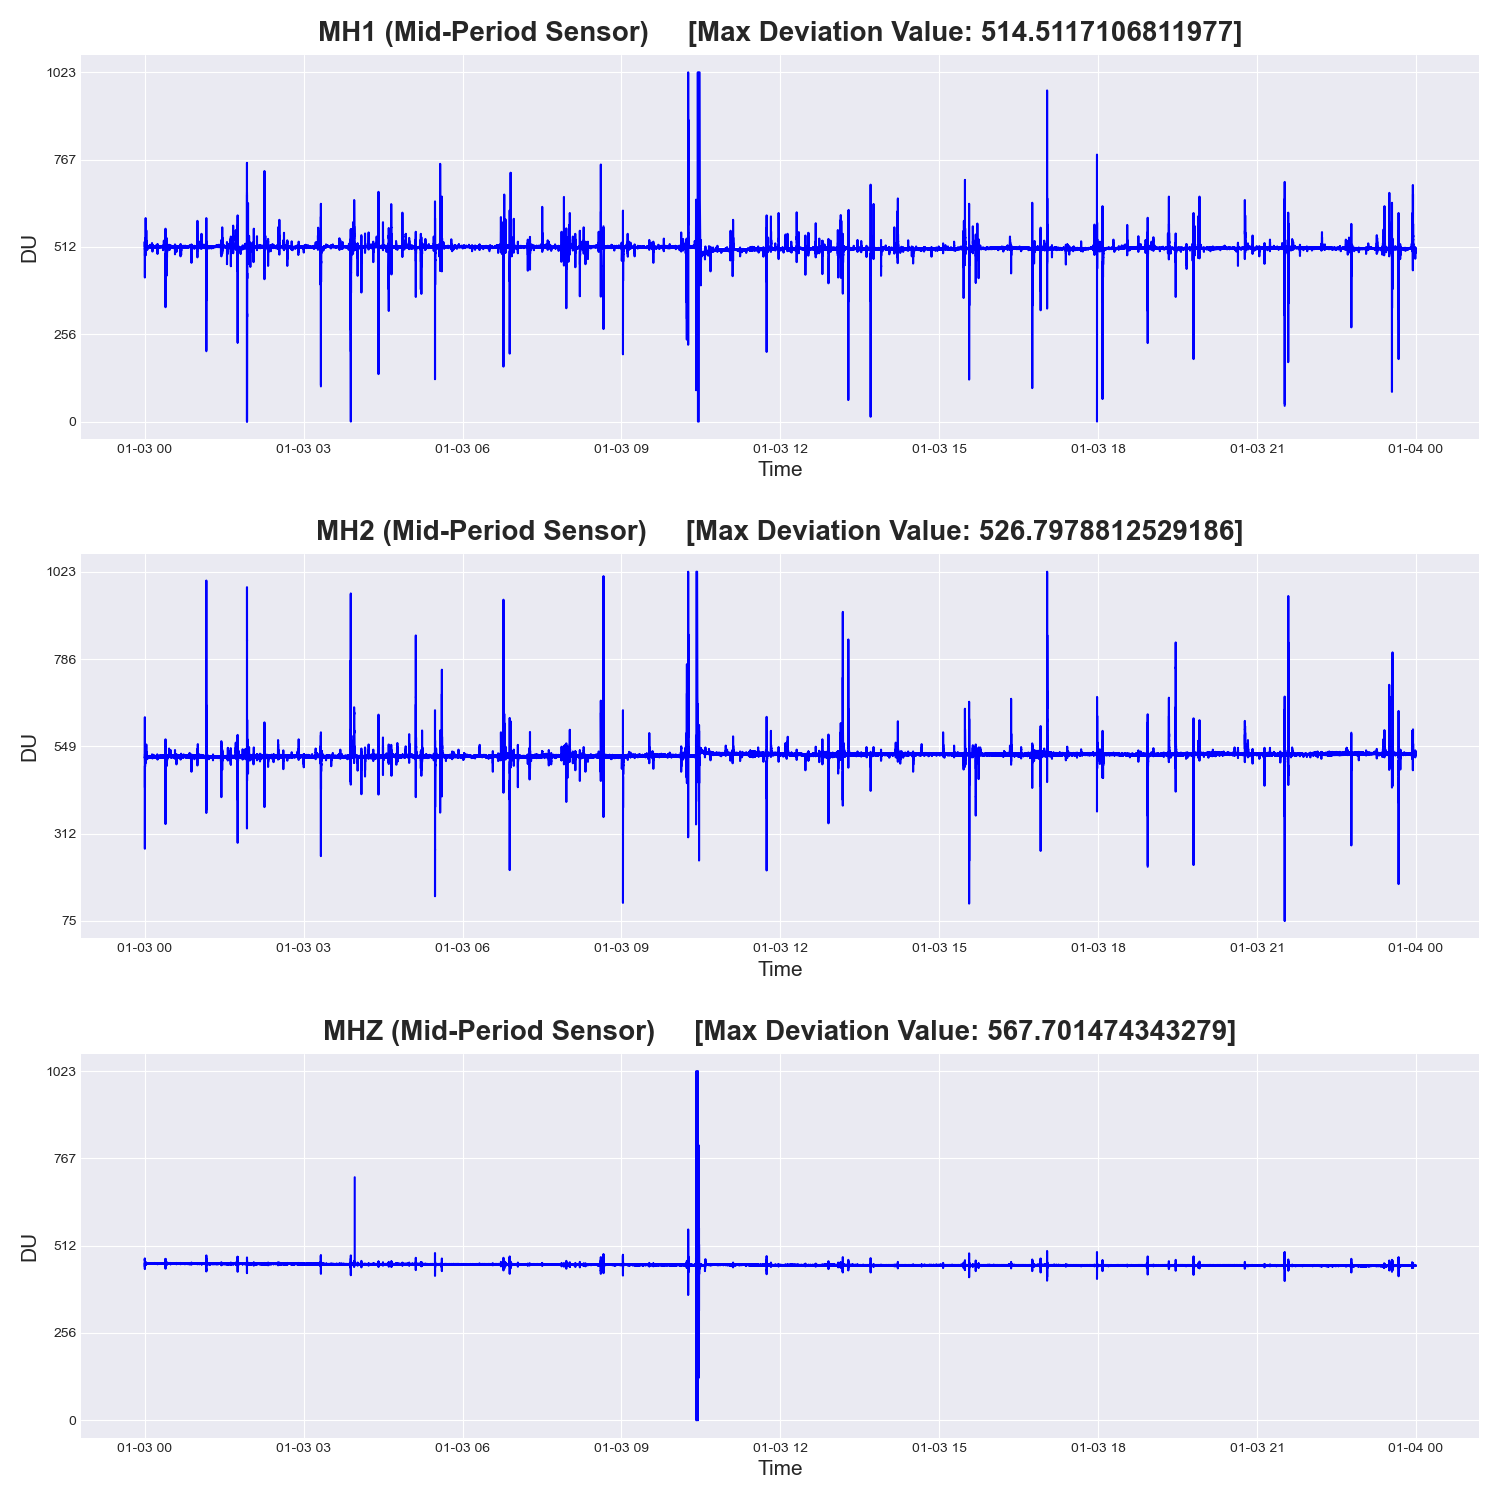 MH1 (Mid-Period Sensor) [Max Deviation Value: 514.5117106811977]
1023
767
512
256
0
DU
01-03 00 01-03 03 01-03 06 01-03 09 01-03 12 01-03 15 01-03 18 01-03 21 01-04 00
Time
MH2 (Mid-Period Sensor) [Max Deviation Value: 526.7978812529186]
1023
786
549
312
75
DU
01-03 00 01-03 03 01-03 06 01-03 09 01-03 12 01-03 15 01-03 18 01-03 21 01-04 00
Time
MHZ (Mid-Period Sensor) [Max Deviation Value: 567.701474343279]
1023
767
512
256
0
DU
01-03 00 01-03 03 01-03 06 01-03 09 01-03 12 01-03 15 01-03 18 01-03 21 01-04 00
Time